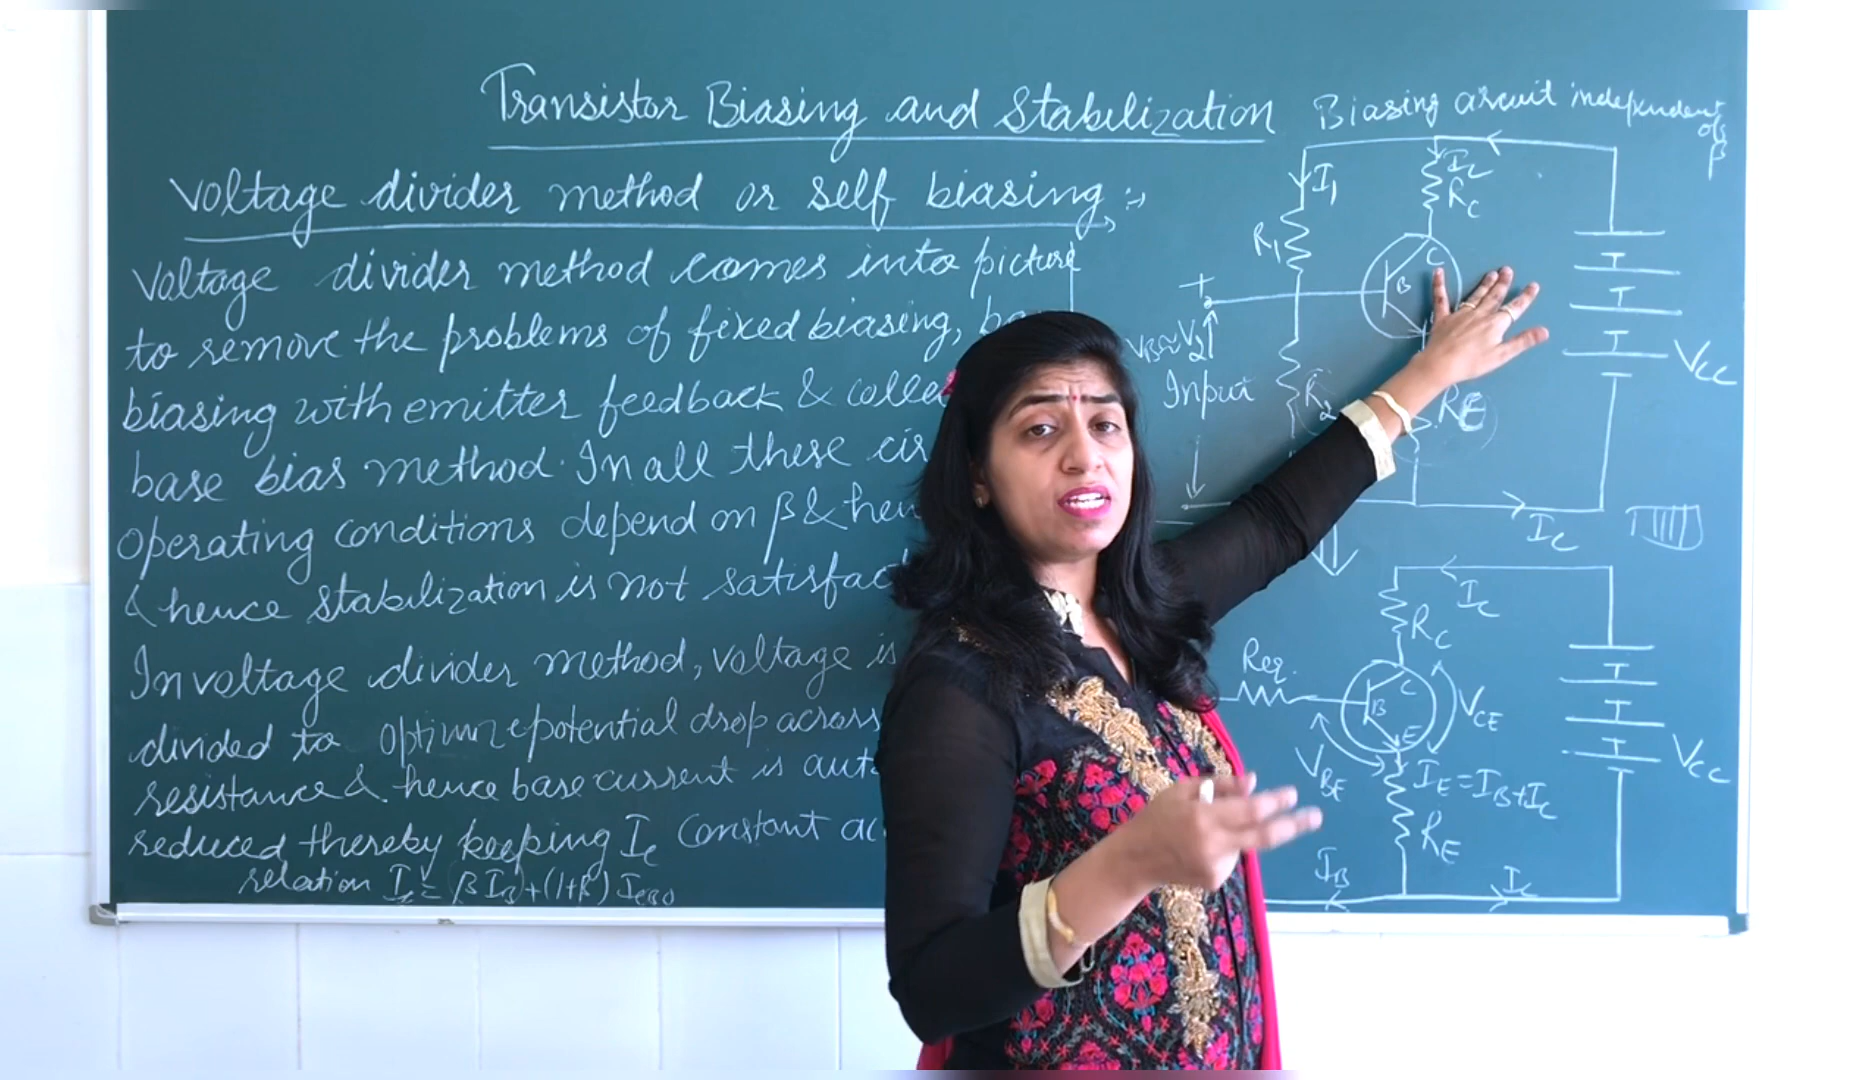 Transistor Biasing and Stabilization
Voltage divider method or self biasing:-
Voltage divider method comes into picture
to remove the problems of fixed biasing,
biasing with emitter feedback &
base bias method. In all these
operating conditions depend on β &
& hence stabilization is not
In voltage divider method, voltage is
divided to potential drop across
resistance & hence base current is
reduced thereby keeping Ic constant
relation Ic = βIB + (1+β) ICBO
Biasing circuit independent
of
β
I1
Ic
Rc
R1
C
B
+
VB≈V2
Input
R2
RE
Vcc
Ic
Ic
Rc
Req.
C
B
E
VCE
VBE
IE = IB+Ic
RE
Vcc
IB
Ic